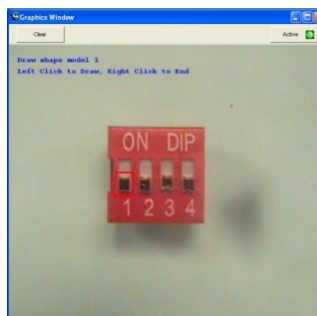 Graphics Window
Clear
Active
Draw shape model 1
Left Click to Draw, Right Click to End
ON DIP
1 2 3 4